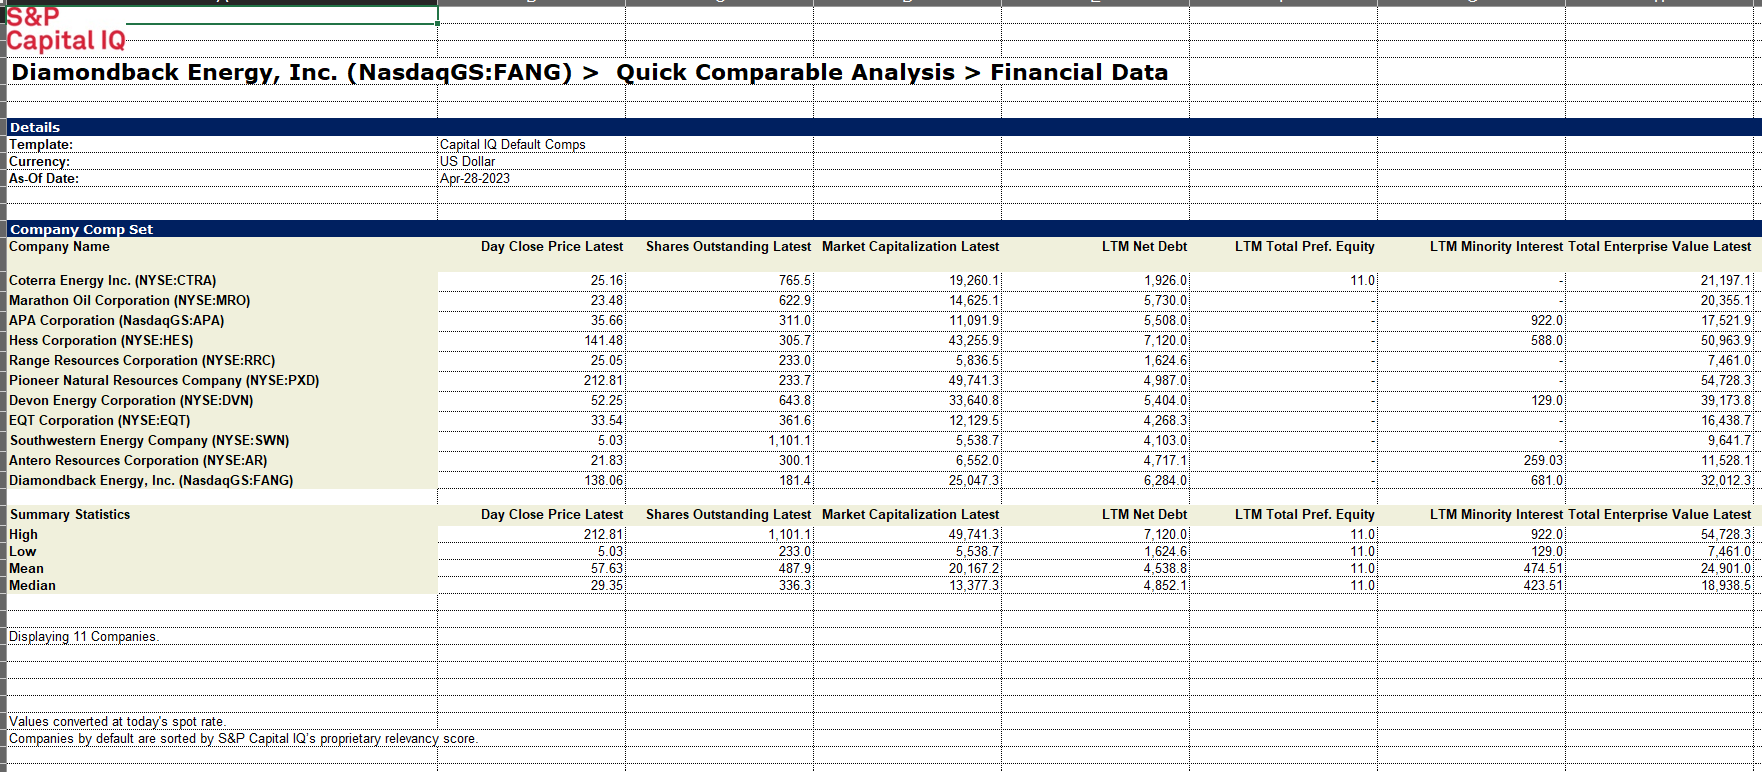 S&P
Capital IQ
Diamondback Energy, Inc. (NasdaqGS:FANG) > Quick Comparable Analysis > Financial Data
Details
Template: Capital IQ Default Comps
Currency: US Dollar
As-Of Date: Apr-28-2023
Company Comp Set
Company Name Day Close Price Latest Shares Outstanding Latest Market Capitalization Latest LTM Net Debt LTM Total Pref. Equity LTM Minority Interest Total Enterprise Value Latest
Coterra Energy Inc. (NYSE:CTRA) 25.16 765.5 19,260.1 1,926.0 11.0 - 21,197.1
Marathon Oil Corporation (NYSE:MRO) 23.48 622.9 14,625.1 5,730.0 - - 20,355.1
APA Corporation (NasdaqGS:APA) 35.66 311.0 11,091.9 5,508.0 - 922.0 17,521.9
Hess Corporation (NYSE:HES) 141.48 305.7 43,255.9 7,120.0 - 588.0 50,963.9
Range Resources Corporation (NYSE:RRC) 25.05 233.0 5,836.5 1,624.6 - - 7,461.0
Pioneer Natural Resources Company (NYSE:PXD) 212.81 233.7 49,741.3 4,987.0 - - 54,728.3
Devon Energy Corporation (NYSE:DVN) 52.25 643.8 33,640.8 5,404.0 - 129.0 39,173.8
EQT Corporation (NYSE:EQT) 33.54 361.6 12,129.5 4,268.3 - - 16,438.7
Southwestern Energy Company (NYSE:SWN) 5.03 1,101.1 5,538.7 4,103.0 - - 9,641.7
Antero Resources Corporation (NYSE:AR) 21.83 300.1 6,552.0 4,717.1 - 259.03 11,528.1
Diamondback Energy, Inc. (NasdaqGS:FANG) 138.06 181.4 25,047.3 6,284.0 - 681.0 32,012.3
Summary Statistics Day Close Price Latest Shares Outstanding Latest Market Capitalization Latest LTM Net Debt LTM Total Pref. Equity LTM Minority Interest Total Enterprise Value Latest
High 212.81 1,101.1 49,741.3 7,120.0 11.0 922.0 54,728.3
Low 5.03 233.0 5,538.7 1,624.6 11.0 129.0 7,461.0
Mean 57.63 487.9 20,167.2 4,538.8 11.0 474.51 24,901.0
Median 29.35 336.3 13,377.3 4,852.1 11.0 423.51 18,938.5
Displaying 11 Companies.
Values converted at today's spot rate.
Companies by default are sorted by S&P Capital IQ's proprietary relevancy score.